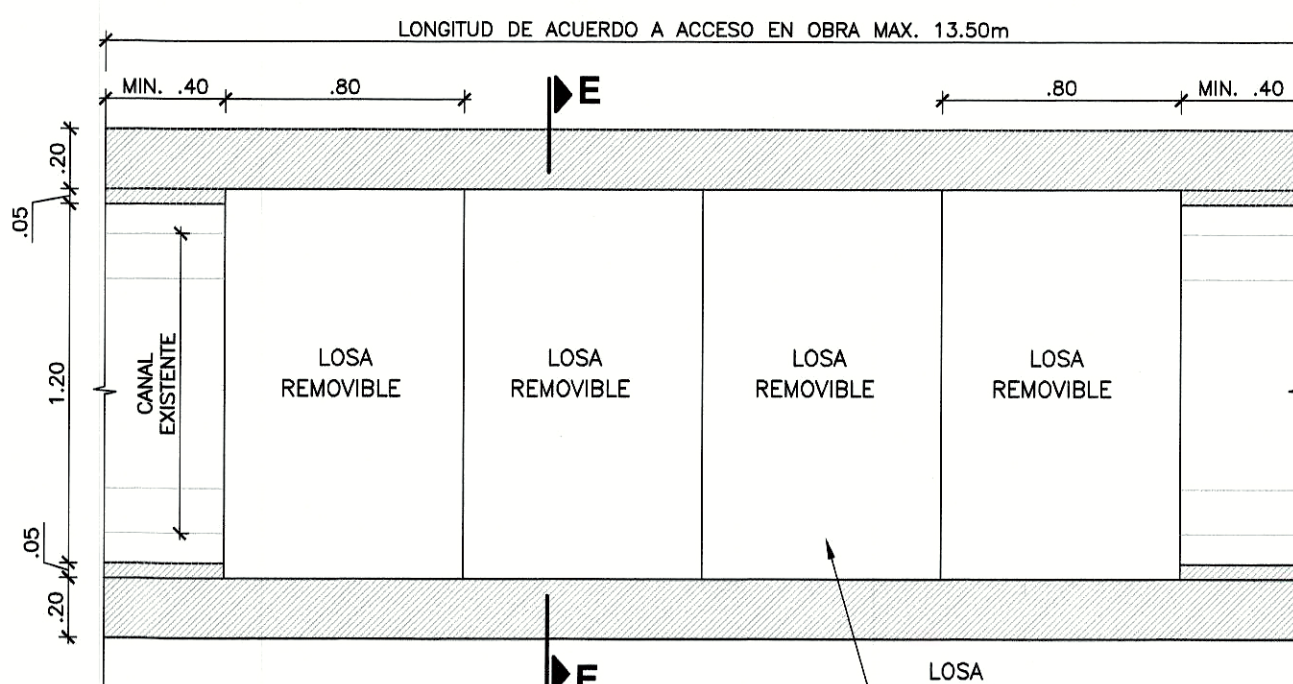 LONGITUD DE ACUERDO A ACCESO EN OBRA MAX. 13.50m
MIN. .40
.80
E
.80
MIN. .40
.20
.05
1.20
CANAL
EXISTENTE
LOSA
REMOVIBLE
LOSA
REMOVIBLE
LOSA
REMOVIBLE
LOSA
REMOVIBLE
.05
.20
E
LOSA